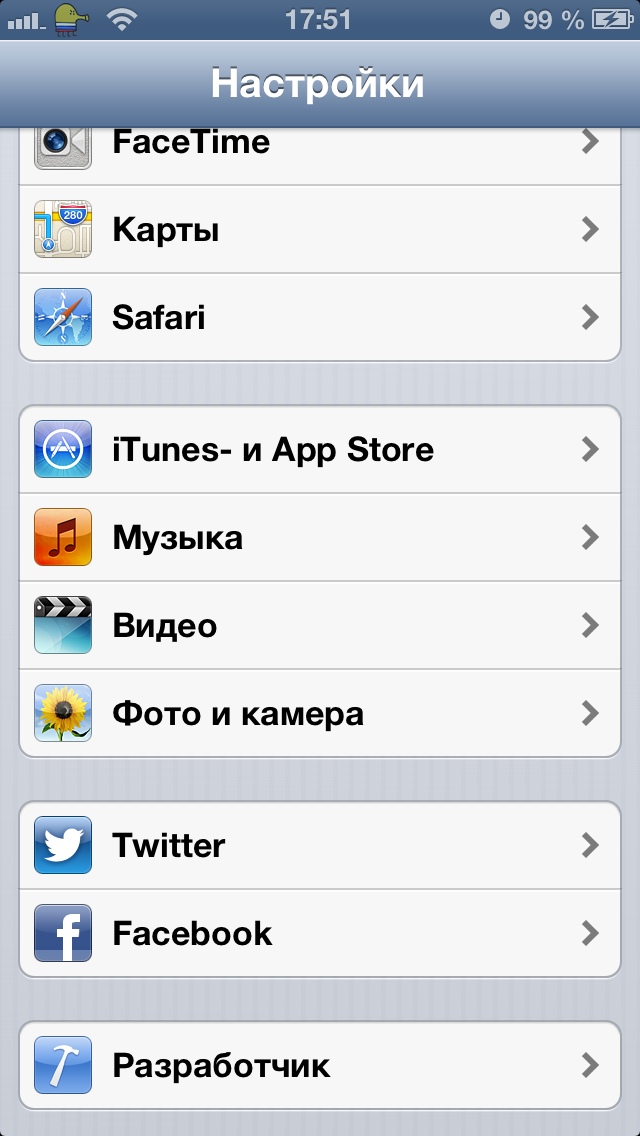 17:51 99 %
Настройки
FaceTime
280
Карты
Safari
iTunes- и App Store
Музыка
Видео
Фото и камера
Twitter
Facebook
Разработчик